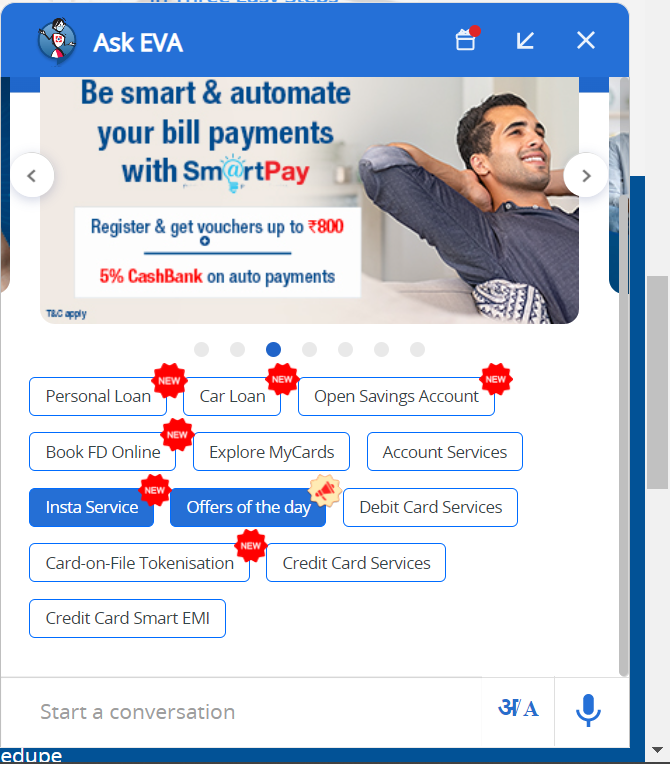 Ask EVA
Be smart & automate
your bill payments
with Sm@rtPay
Register & get vouchers up to ₹800
5% CashBank on auto payments
T&C apply
Personal Loan NEW Car Loan NEW Open Savings Account NEW
Book FD Online NEW Explore MyCards Account Services
Insta Service NEW Offers of the day Debit Card Services
Card-on-File Tokenisation NEW Credit Card Services
Credit Card Smart EMI
Start a conversation अ/A
edupe